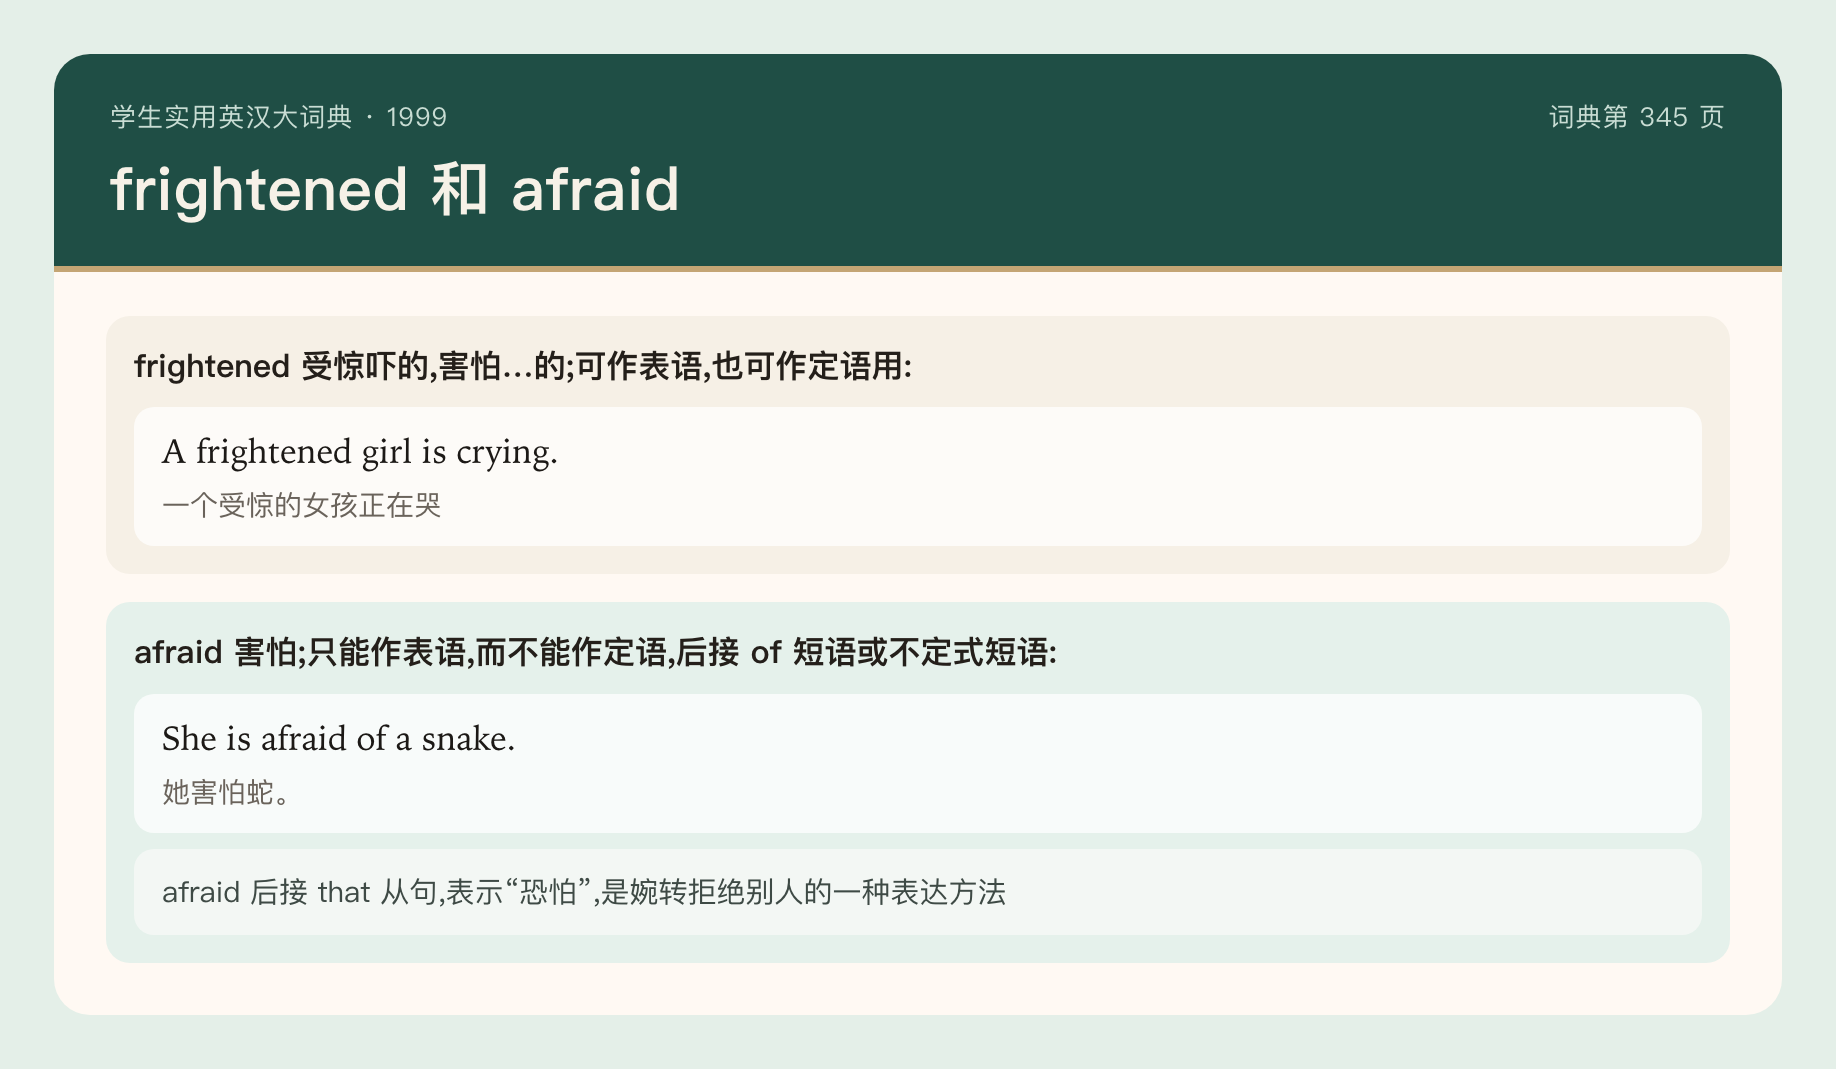 学生实用英汉大词典 · 1999
词典第 345 页
frightened 和 afraid
frightened 受惊吓的,害怕…的;可作表语,也可作定语用:
A frightened girl is crying.
一个受惊的女孩正在哭
afraid 害怕;只能作表语,而不能作定语,后接 of 短语或不定式短语:
She is afraid of a snake.
她害怕蛇。
afraid 后接 that 从句,表示“恐怕”,是婉转拒绝别人的一种表达方法